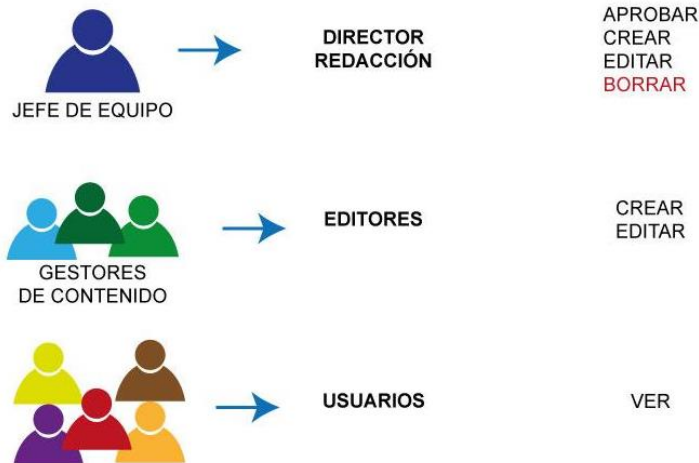 JEFE DE EQUIPO
DIRECTOR
REDACCIÓN
APROBAR
CREAR
EDITAR
BORRAR
GESTORES
DE CONTENIDO
EDITORES
CREAR
EDITAR
USUARIOS
VER